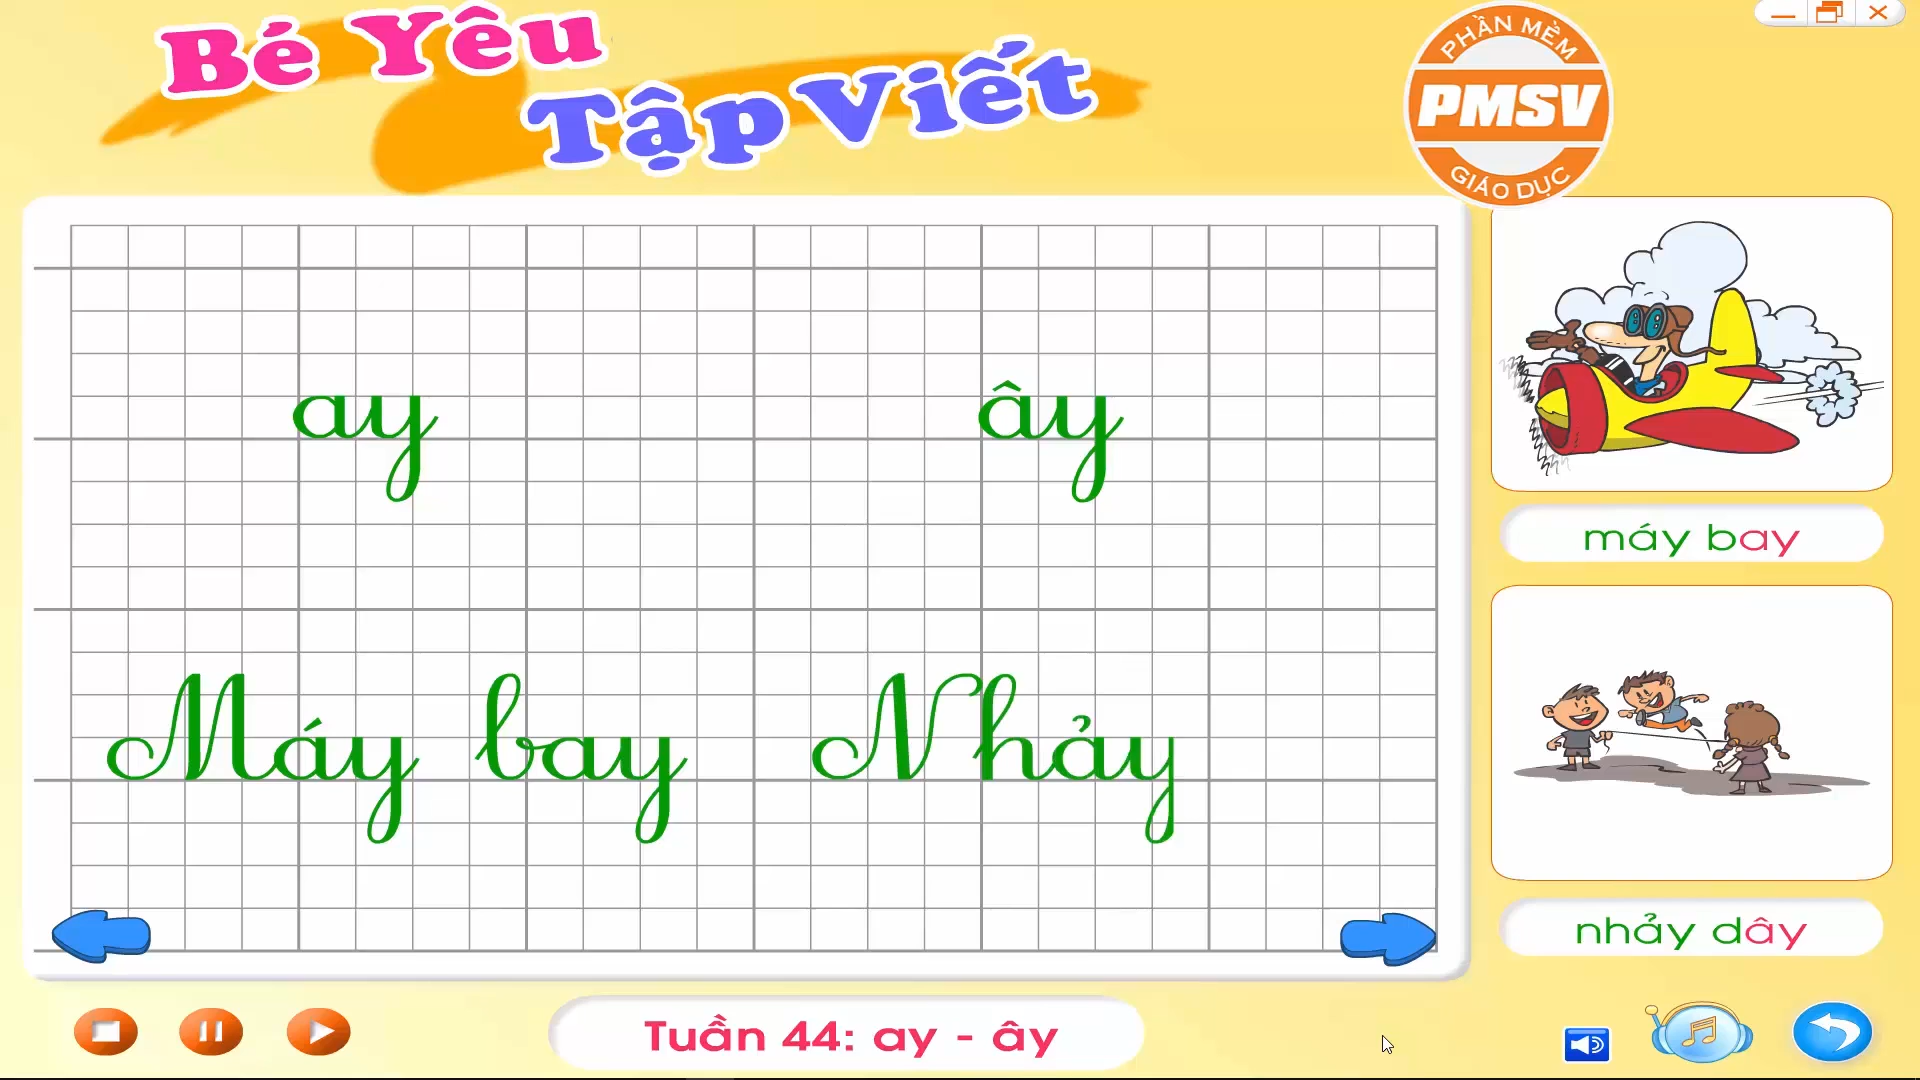 Bé Yêu
Tập Viết
PHẦN MỀM
PMSV
GIÁO DỤC
ay ây
Máy bay Nhảy
máy bay
nhảy dây
Tuần 44: ay - ây